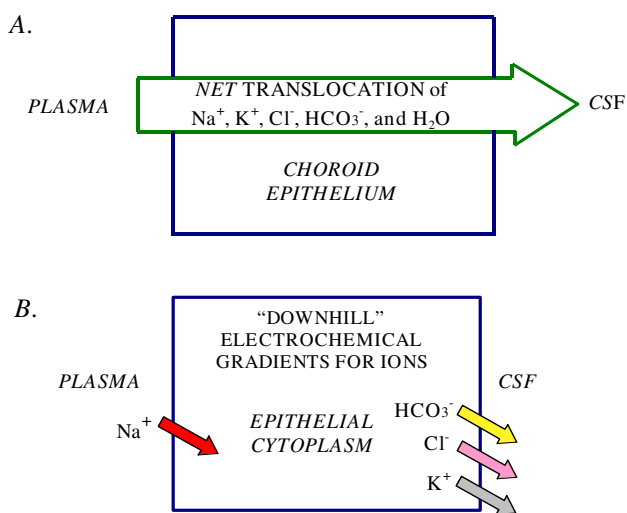 A.
PLASMA
NET TRANSLOCATION of
Na⁺, K⁺, Cl⁻, HCO₃⁻, and H₂O
CSF
CHOROID
EPITHELIUM
B.
"DOWNHILL"
ELECTROCHEMICAL
GRADIENTS FOR IONS
PLASMA
CSF
Na⁺
EPITHELIAL
CYTOPLASM
HCO₃⁻
Cl⁻
K⁺